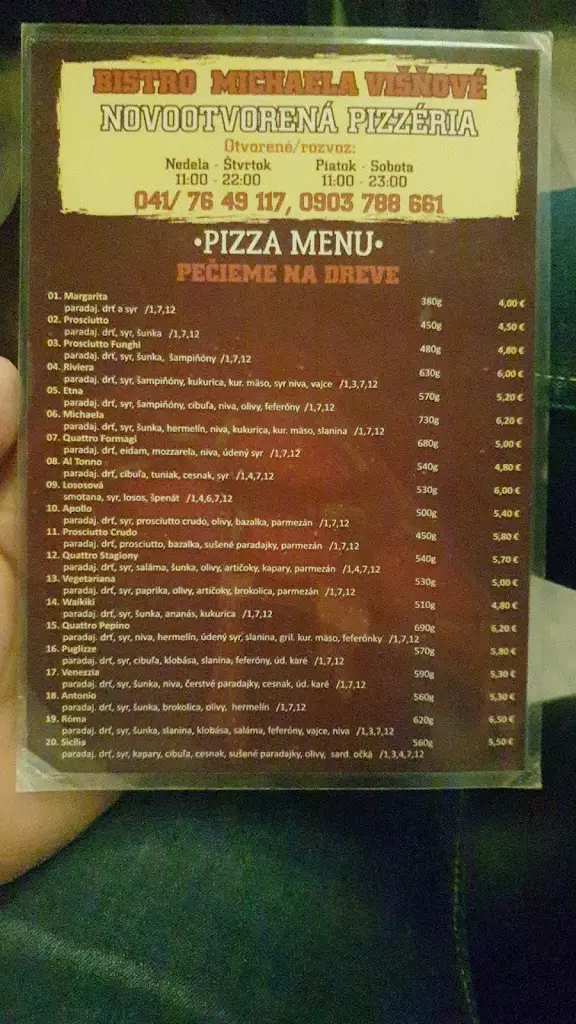 BISTRO MICHAELA VIŠŇOVÉ
NOVOOTVORENÁ PIZZÉRIA
Otvorené/rozvoz:
Nedela - Štvrtok Piatok - Sobota
11:00 - 22:00 11:00 - 23:00
041/ 76 49 117, 0903 788 661
•PIZZA MENU•
PEČIEME NA DREVE
01. Margarita 380g 4,00 €
paradaj. drť a syr /1,7,12
02. Prosciutto 450g 4,50 €
paradaj. drť, syr, šunka /1,7,12
03. Prosciutto Funghi 480g 4,80 €
paradaj. drť, syr, šunka, šampiňóny /1,7,12
04. Riviera 630g 6,00 €
paradaj. drť, syr, šampiňóny, kukurica, kur. mäso, syr niva, vajce /1,3,7,12
05. Etna 570g 5,20 €
paradaj. drť, syr, šampiňóny, cibuľa, niva, olivy, feferóny /1,7,12
06. Michaela 730g 6,20 €
paradaj. drť, syr, šunka, hermelín, niva, kukurica, kur. mäso, slanina /1,7,12
07. Quattro Formagi 680g 5,00 €
paradaj. drť, eidam, mozzarela, niva, údený syr /1,7,12
08. Al Tonno 540g 4,80 €
paradaj. drť, cibuľa, tuniak, cesnak, syr /1,4,7,12
09. Lososová 530g 6,00 €
smotana, syr, losos, špenát /1,4,6,7,12
10. Apollo 500g 5,40 €
paradaj. drť, syr, prosciutto crudo, olivy, bazalka, parmezán /1,7,12
11. Prosciutto Crudo 450g 5,80 €
paradaj. drť, prosciutto, bazalka, sušené paradajky, parmezán /1,7,12
12. Quattro Stagiony 540g 5,70 €
paradaj. drť, syr, saláma, šunka, olivy, artičoky, kapary, parmezán /1,4,7,12
13. Vegetariana 530g 5,00 €
paradaj. drť, syr, paprika, olivy, artičoky, brokolica, parmezán /1,7,12
14. Waikiki 510g 4,80 €
paradaj. drť, syr, šunka, ananás, kukurica /1,7,12
15. Quattro Pepino 690g 6,20 €
paradaj. drť, syr, niva, hermelín, údený syr, slanina, gril. kur. mäso, feferónky /1,7,12
16. Puglizze 570g 5,80 €
paradaj. drť, syr, cibuľa, klobása, slanina, feferóny, úd. karé /1,7,12
17. Venezzia 590g 5,30 €
paradaj. drť, syr, šunka, niva, čerstvé paradajky, cesnak, úd. karé /1,7,12
18. Antonio 560g 5,30 €
paradaj. drť, syr, šunka, brokolica, olivy, hermelín /1,7,12
19. Róma 620g 6,50 €
paradaj. drť, syr, šunka, slanina, klobása, saláma, feferóny, vajce, niva /1,3,7,12
20. Sicília 560g 5,50 €
paradaj. drť, syr, kapary, cibuľa, cesnak, sušené paradajky, olivy, sard. očká /1,3,4,7,12